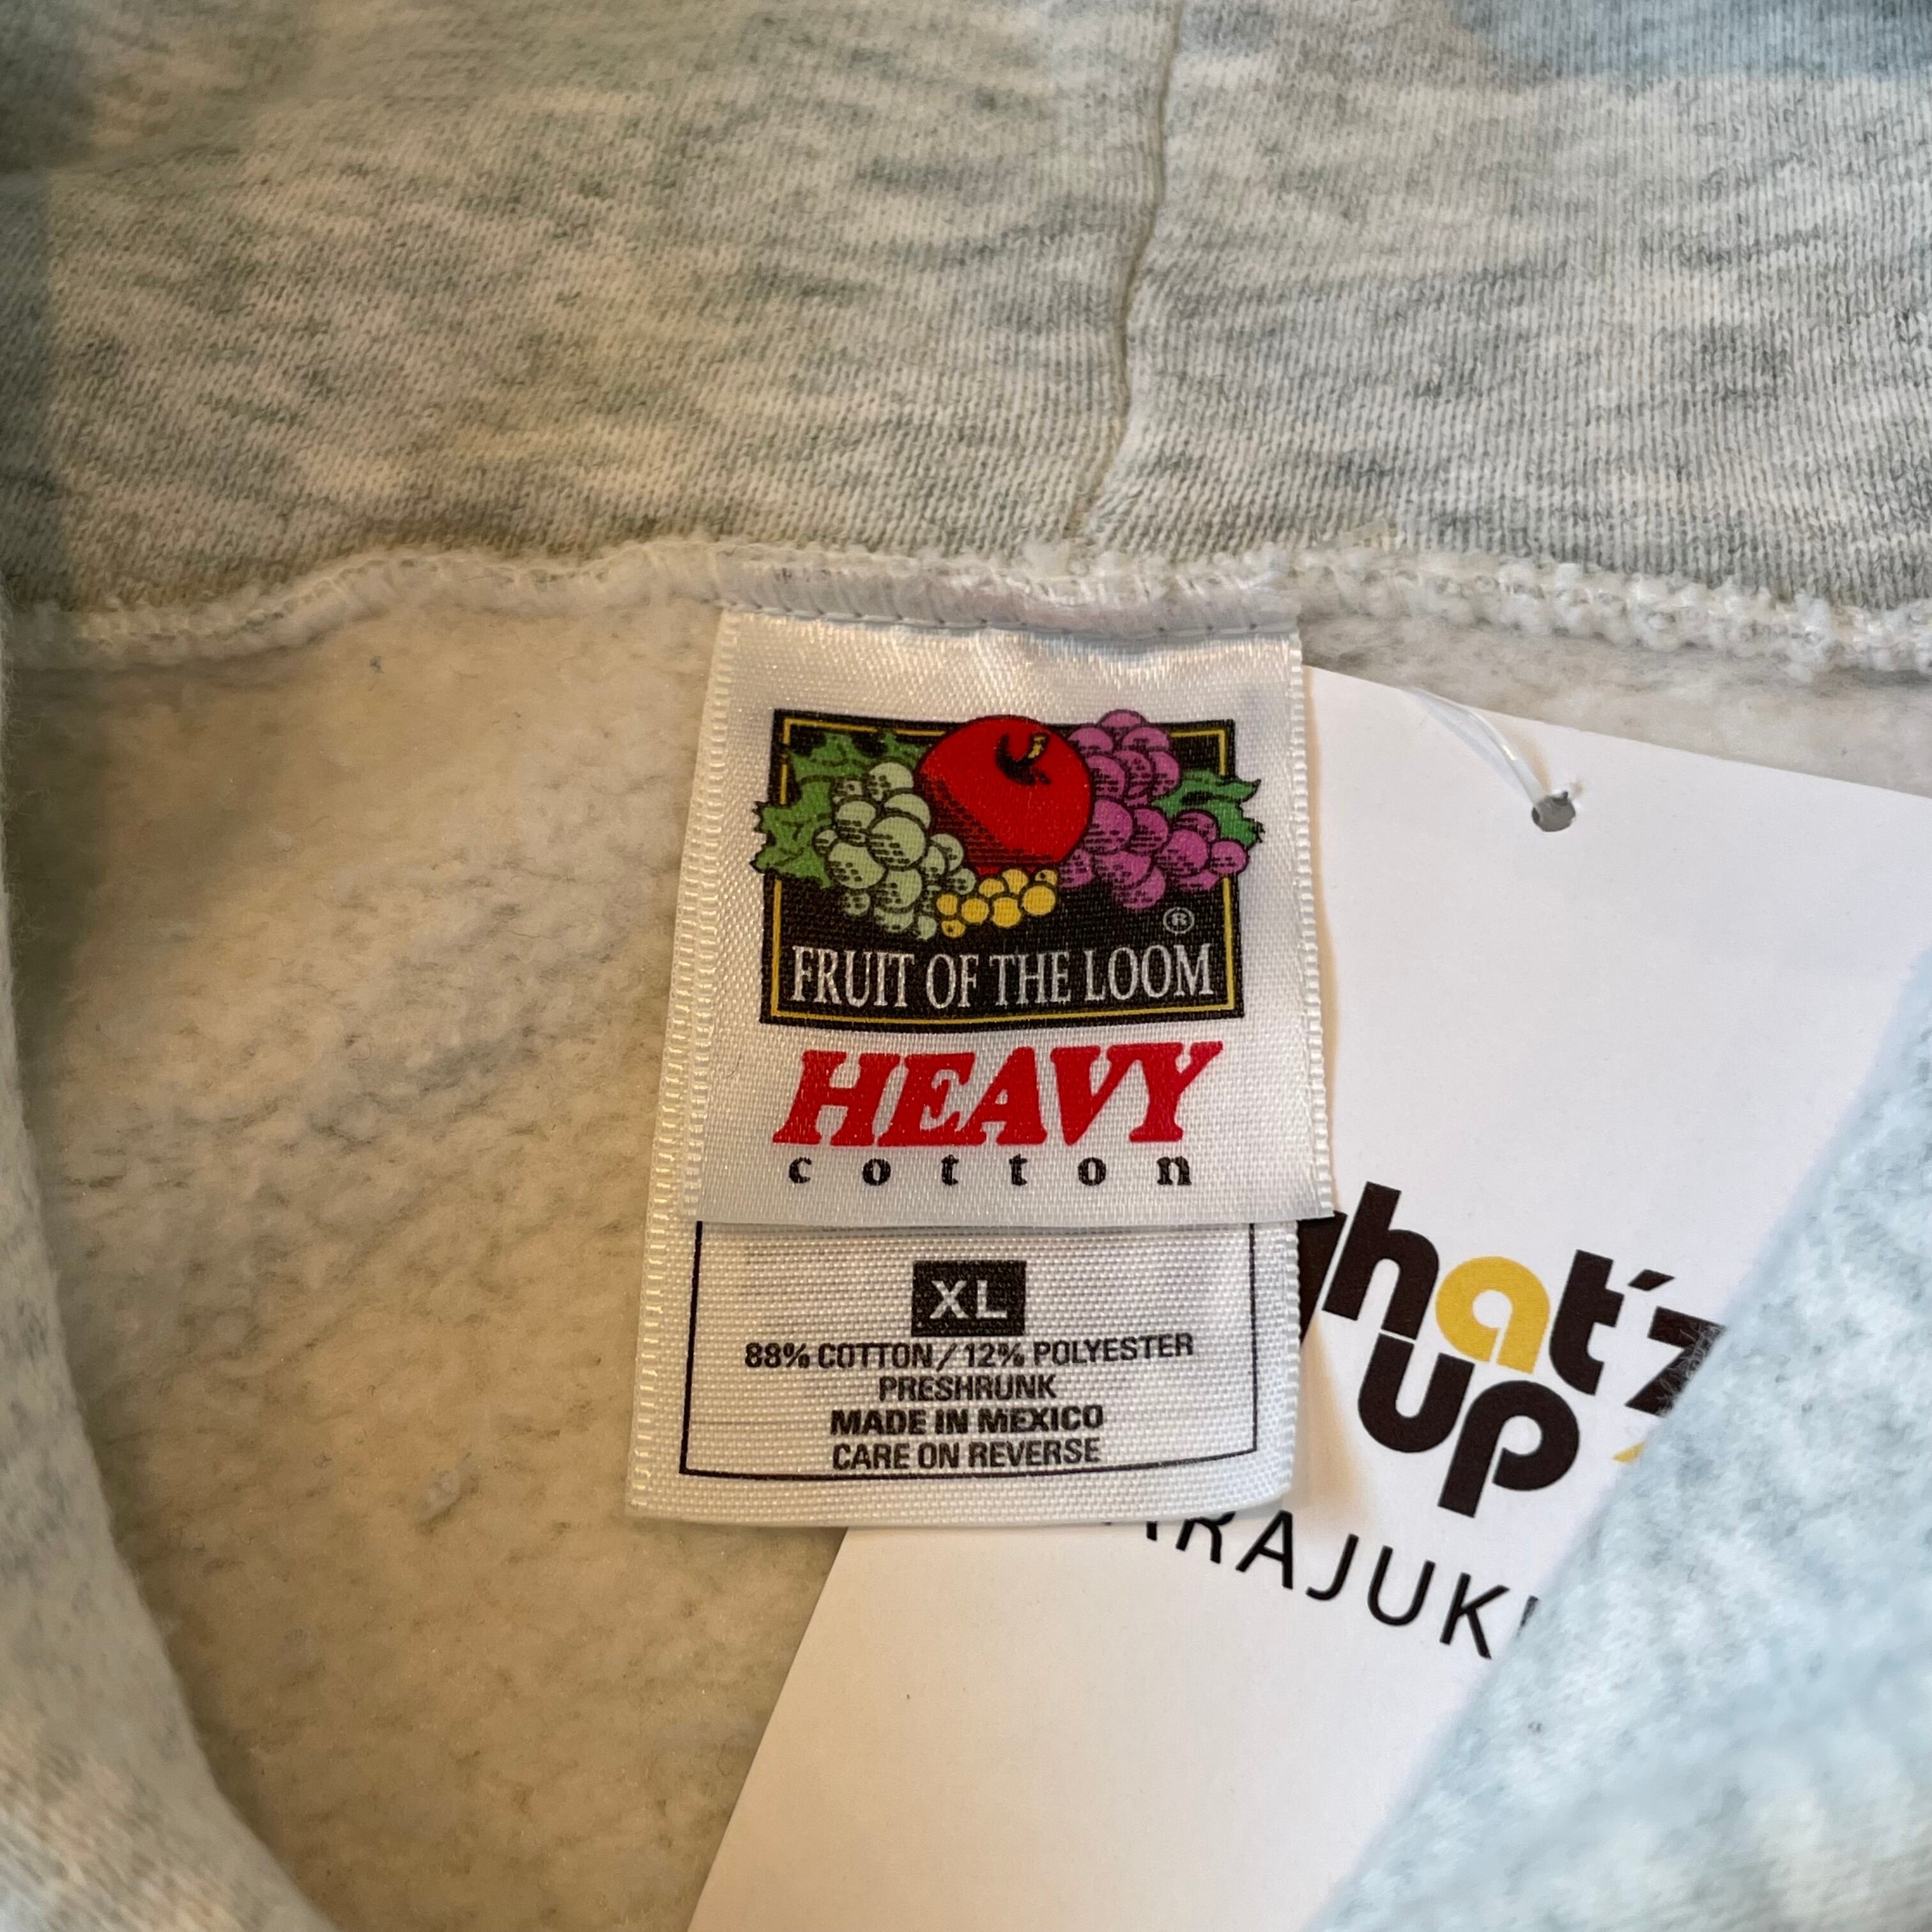 ®
FRUIT OF THE LOOM
HEAVY
cotton
XL
88% COTTON / 12% POLYESTER
PRESHRUNK
MADE IN MEXICO
CARE ON REVERSE
hat'z
up
RAJUK